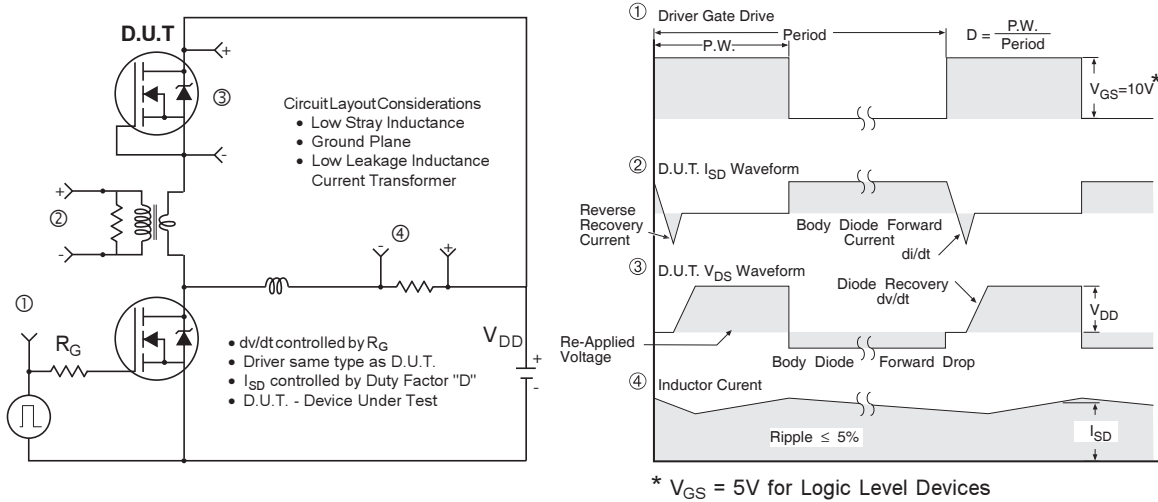 D.U.T
+
③
-
Circuit Layout Considerations
• Low Stray Inductance
• Ground Plane
• Low Leakage Inductance
Current Transformer
+
②
-
④
-
+
①
R_G
• dv/dt controlled by R_G
• Driver same type as D.U.T.
• I_SD controlled by Duty Factor "D"
• D.U.T. - Device Under Test
V_DD
+
-
① Driver Gate Drive
P.W.
Period
D = P.W. / Period
V_GS=10V*
② D.U.T. I_SD Waveform
Reverse
Recovery
Current
Body Diode Forward
Current
di/dt
③ D.U.T. V_DS Waveform
Diode Recovery
dv/dt
V_DD
Re-Applied
Voltage
Body Diode Forward Drop
④ Inductor Curent
Ripple ≤ 5%
I_SD
* V_GS = 5V for Logic Level Devices